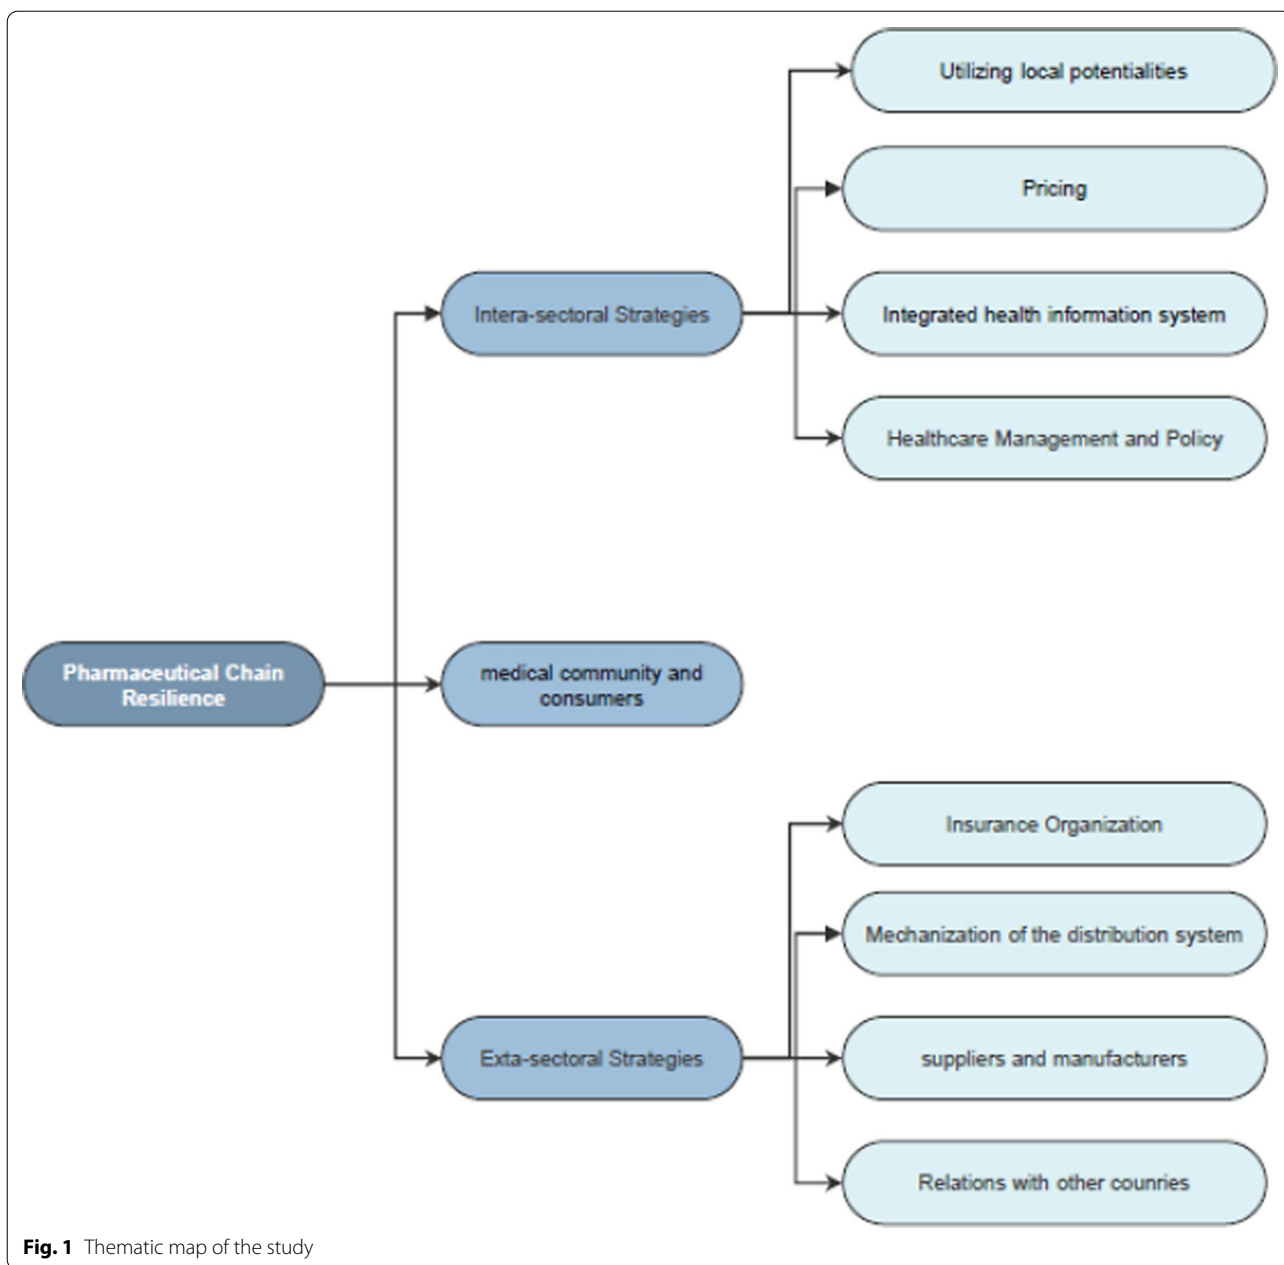 Utilizing local potentialities
Pricing
Intera-sectoral Strategies
Integrated health information system
Healthcare Management and Policy
Pharmaceutical Chain
Resilience
medical community and
consumers
Insurance Organization
Mechanization of the distribution system
Exta-sectoral Strategies
suppliers and manufacturers
Relations with other counries
Fig. 1 Thematic map of the study